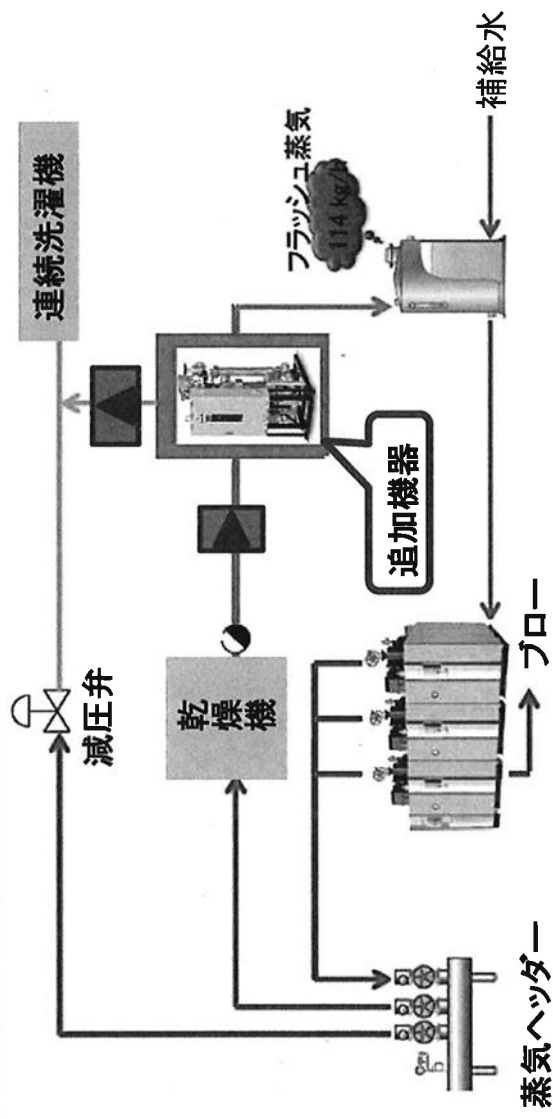 連続洗濯機
減圧弁
乾燥機
追加機器
フラッシュ蒸気
114 kg/h
補給水
ブロー
蒸気ヘッダー